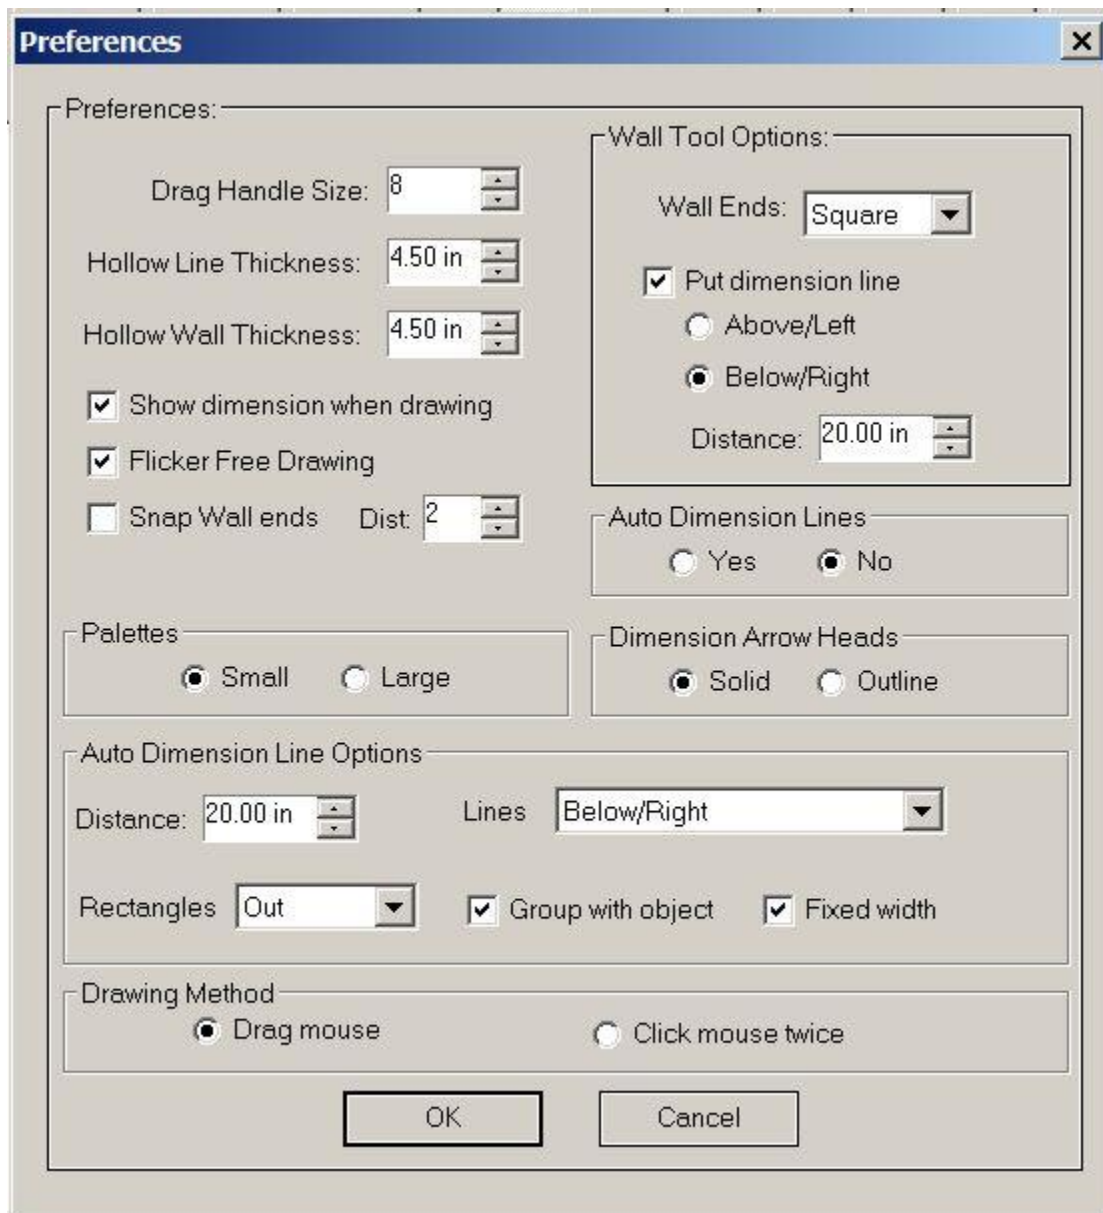 Preferences
Preferences:
Drag Handle Size: 8
Hollow Line Thickness: 4.50 in
Hollow Wall Thickness: 4.50 in
Show dimension when drawing
Flicker Free Drawing
Snap Wall ends Dist: 2
Wall Tool Options:
Wall Ends: Square
Put dimension line
Above/Left
Below/Right
Distance: 20.00 in
Auto Dimension Lines
Yes No
Palettes
Small Large
Dimension Arrow Heads
Solid Outline
Auto Dimension Line Options
Distance: 20.00 in Lines Below/Right
Rectangles Out Group with object Fixed width
Drawing Method
Drag mouse Click mouse twice
OK Cancel